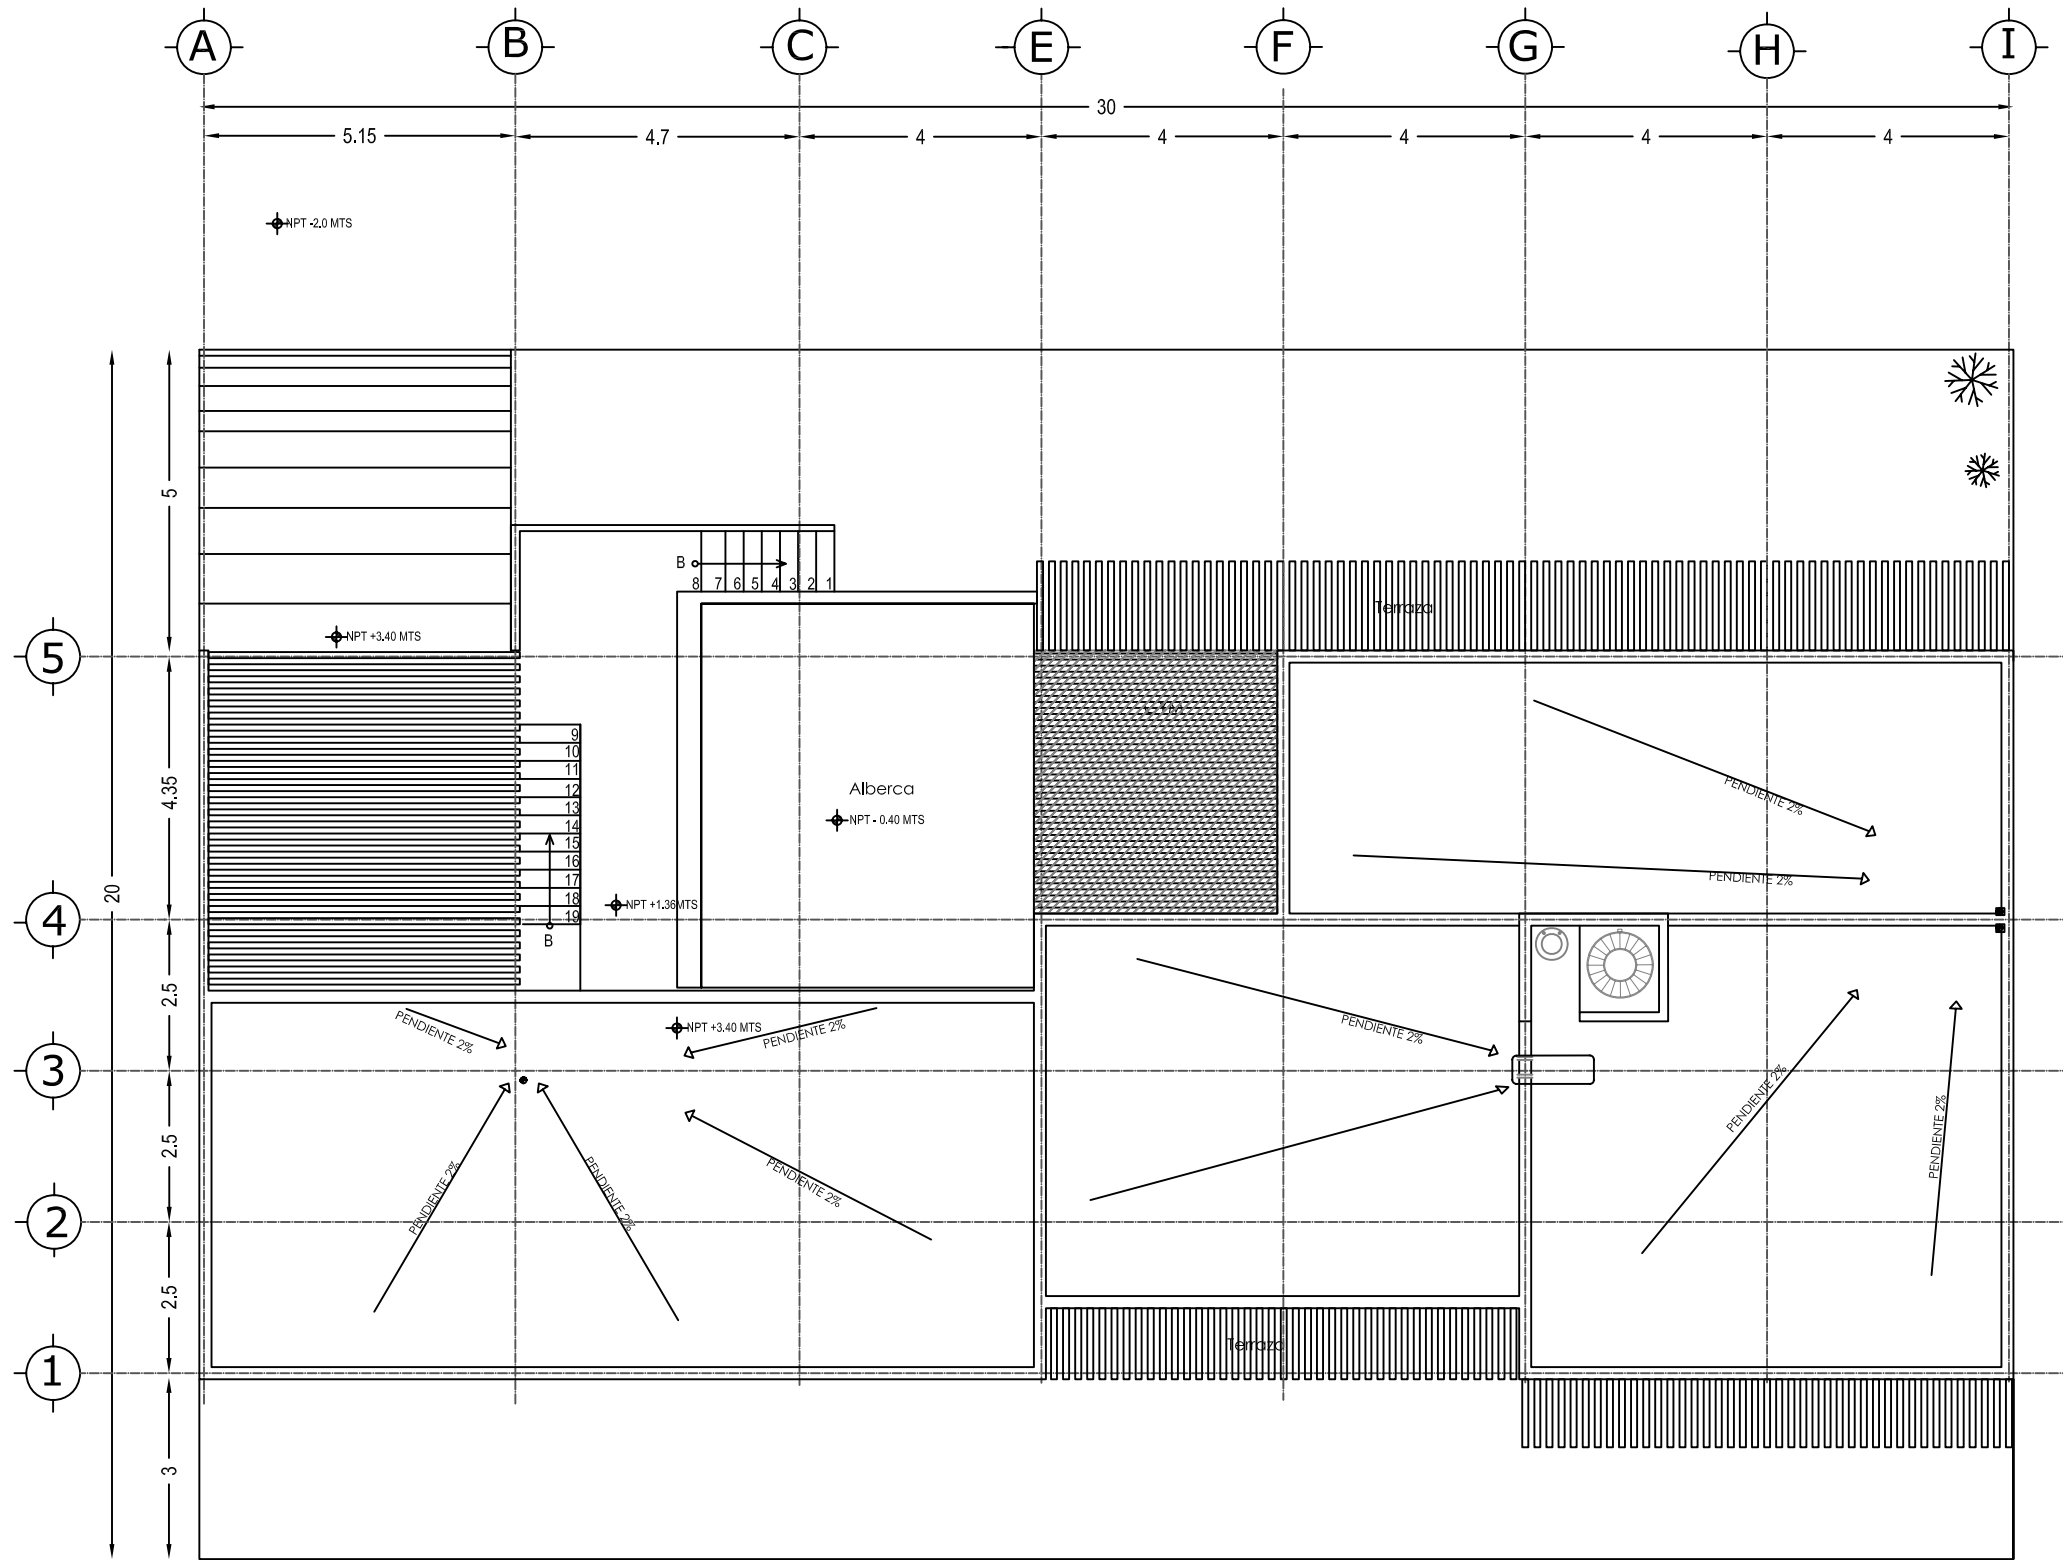 A B C E F G H I
30
5.15 4.7 4 4 4 4 4
NPT -2.0 MTS
5
B
8 7 6 5 4 3 2 1
Terraza
NPT +3.40 MTS
5
GYM
9
10
11
12
13
14
15
16
17
18
19
B
4.35
20
Alberca
NPT - 0.40 MTS
PENDIENTE 2%
PENDIENTE 2%
NPT +1.36MTS
4
2.5
PENDIENTE 2%
NPT +3.40 MTS
PENDIENTE 2%
PENDIENTE 2%
3
PENDIENTE 2%
PENDIENTE 2%
2.5
PENDIENTE 2%
PENDIENTE 2%
PENDIENTE 2%
2
2.5
Terraza
1
3